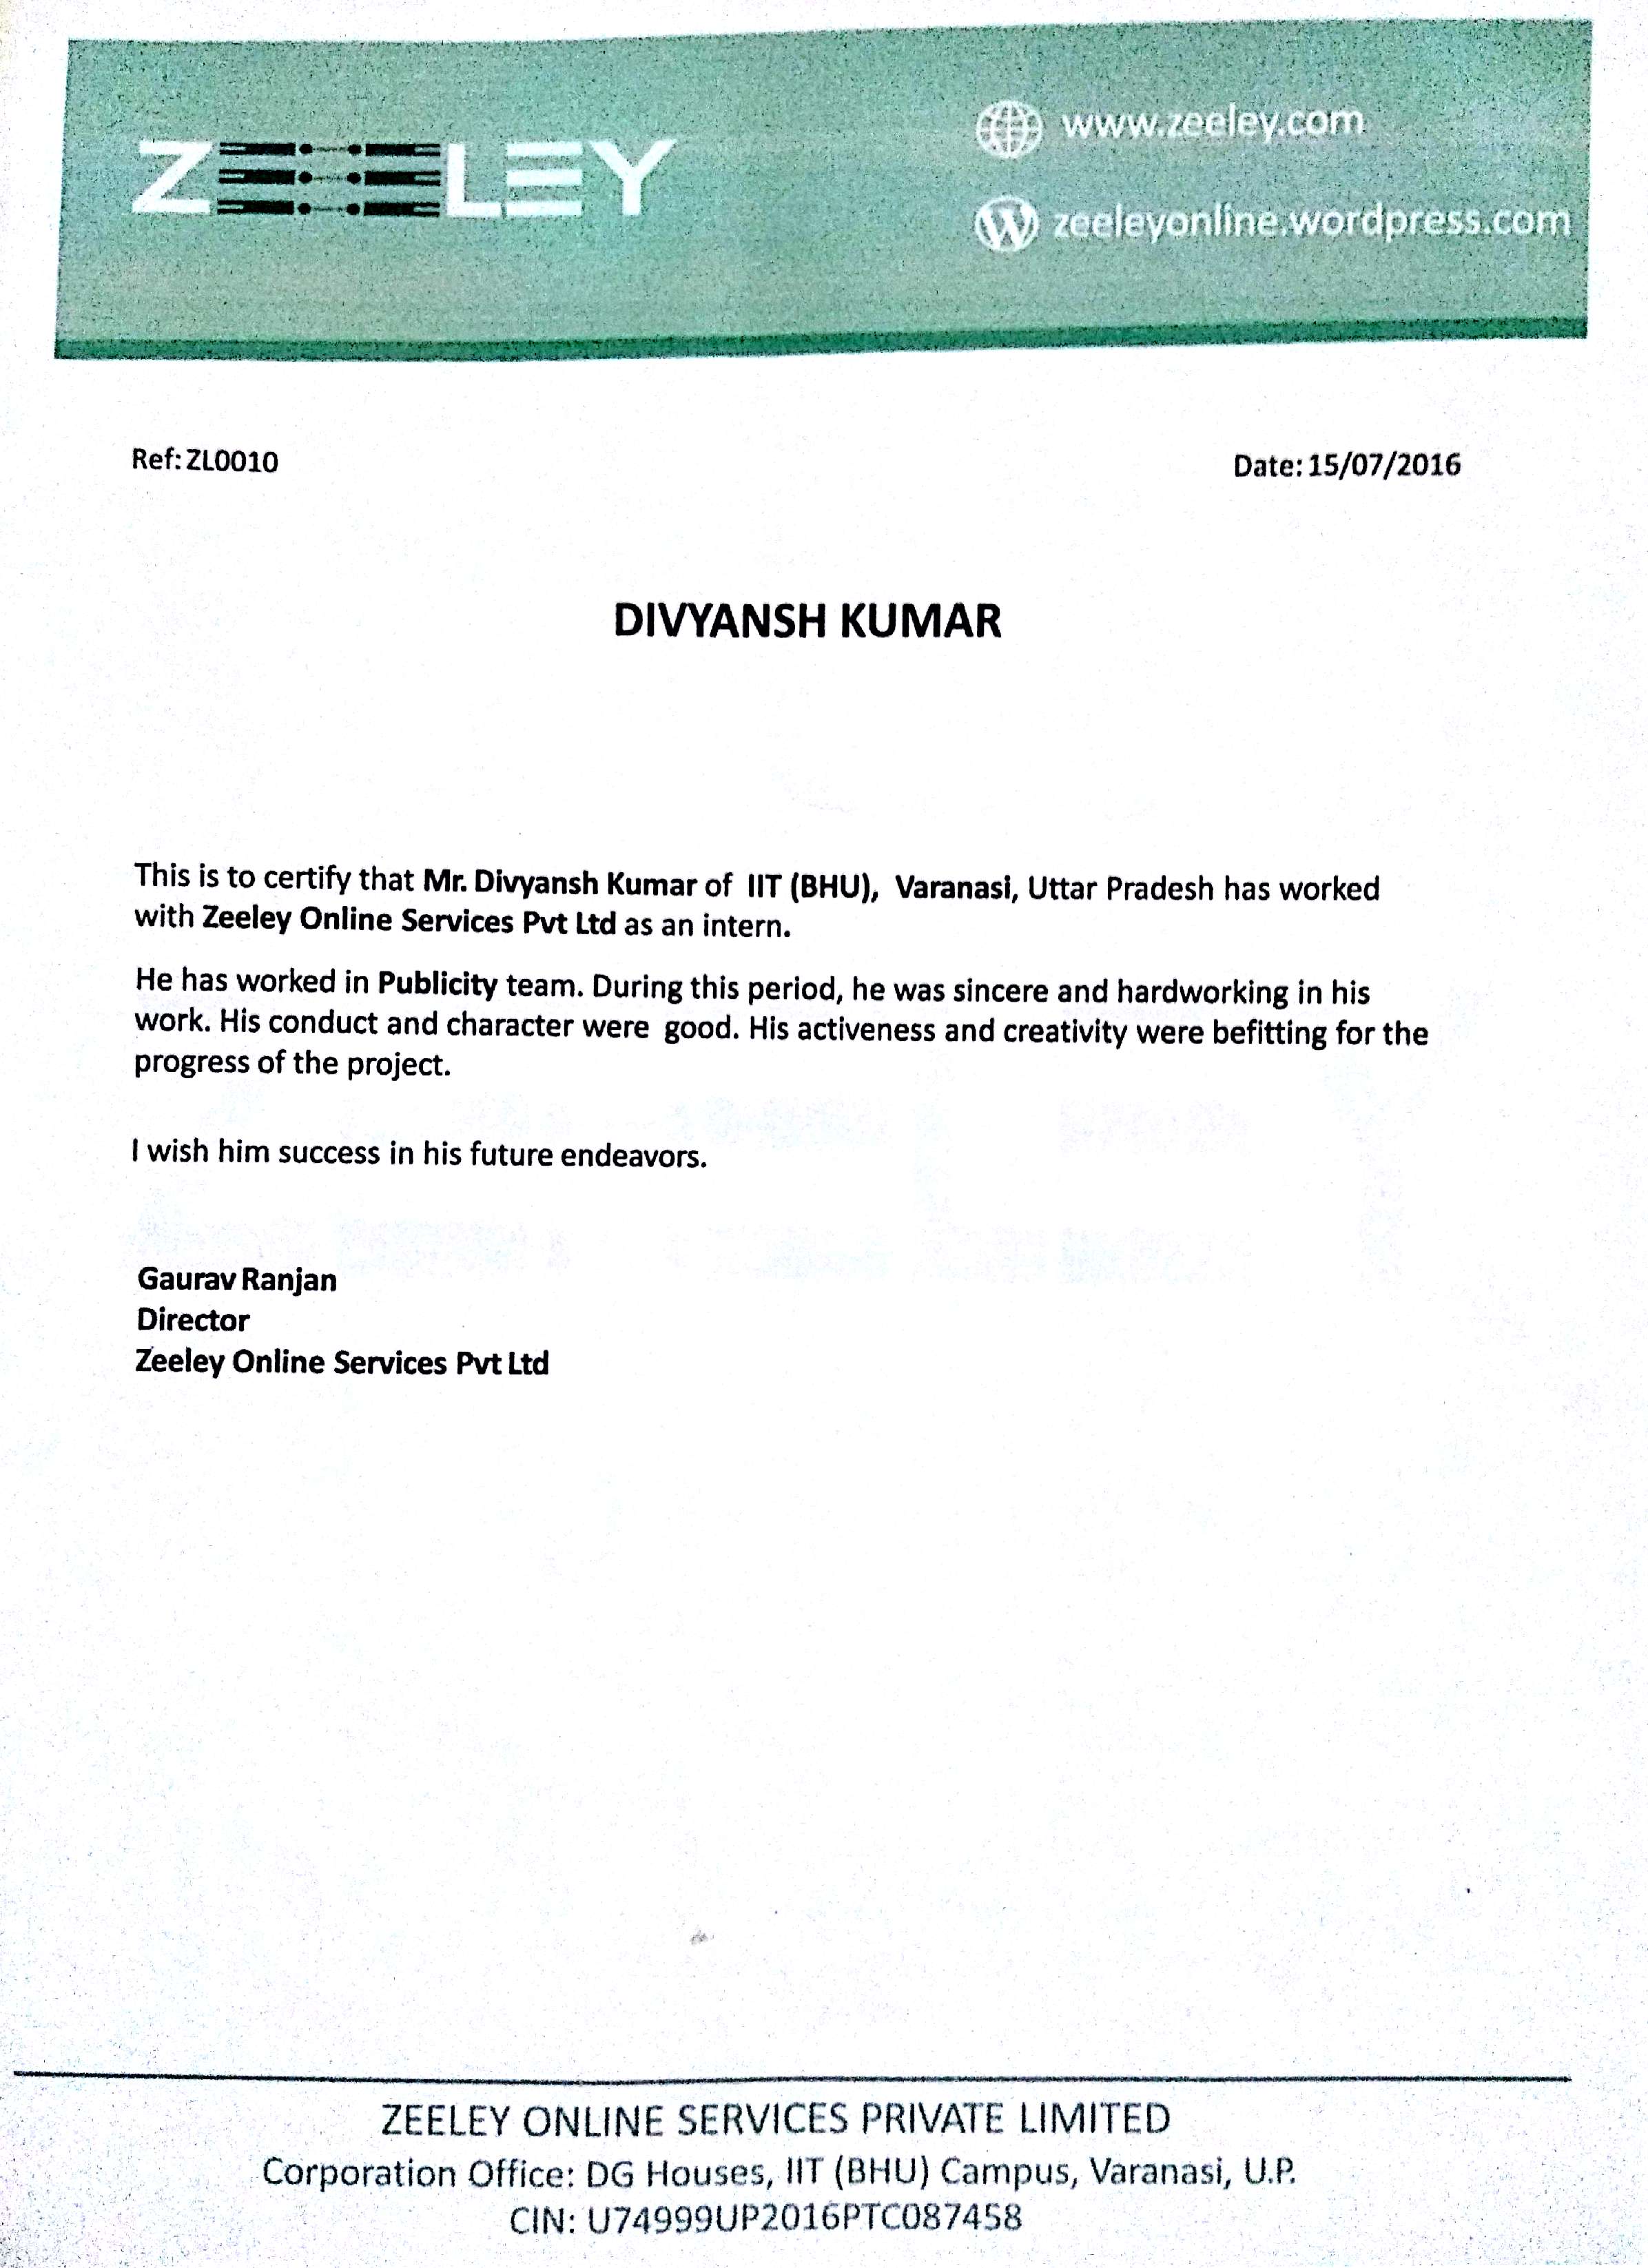 ZEELEY
www.zeeley.com
zeeleyonline.wordpress.com
Ref: ZL0010
Date: 15/07/2016
DIVYANSH KUMAR
This is to certify that Mr. Divyansh Kumar of IIT (BHU), Varanasi, Uttar Pradesh has worked
with Zeeley Online Services Pvt Ltd as an intern.
He has worked in Publicity team. During this period, he was sincere and hardworking in his
work. His conduct and character were good. His activeness and creativity were befitting for the
progress of the project.
I wish him success in his future endeavors.
Gaurav Ranjan
Director
Zeeley Online Services Pvt Ltd
ZEELEY ONLINE SERVICES PRIVATE LIMITED
Corporation Office: DG Houses, IIT (BHU) Campus, Varanasi, U.P.
CIN: U74999UP2016PTC087458